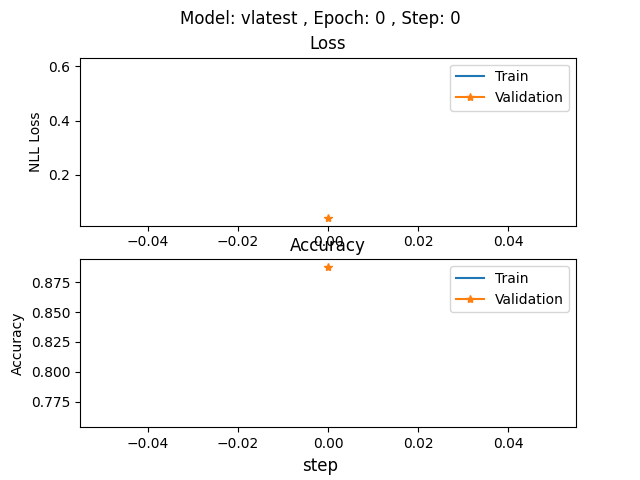 Model: vlatest , Epoch: 0 , Step: 0
Loss
0.6
0.4
0.2
NLL Loss
Train
Validation
−0.04
−0.02
0.00
0.02
0.04
Accuracy
0.875
0.850
0.825
0.800
0.775
Accuracy
Train
Validation
−0.04
−0.02
0.00
0.02
0.04
step